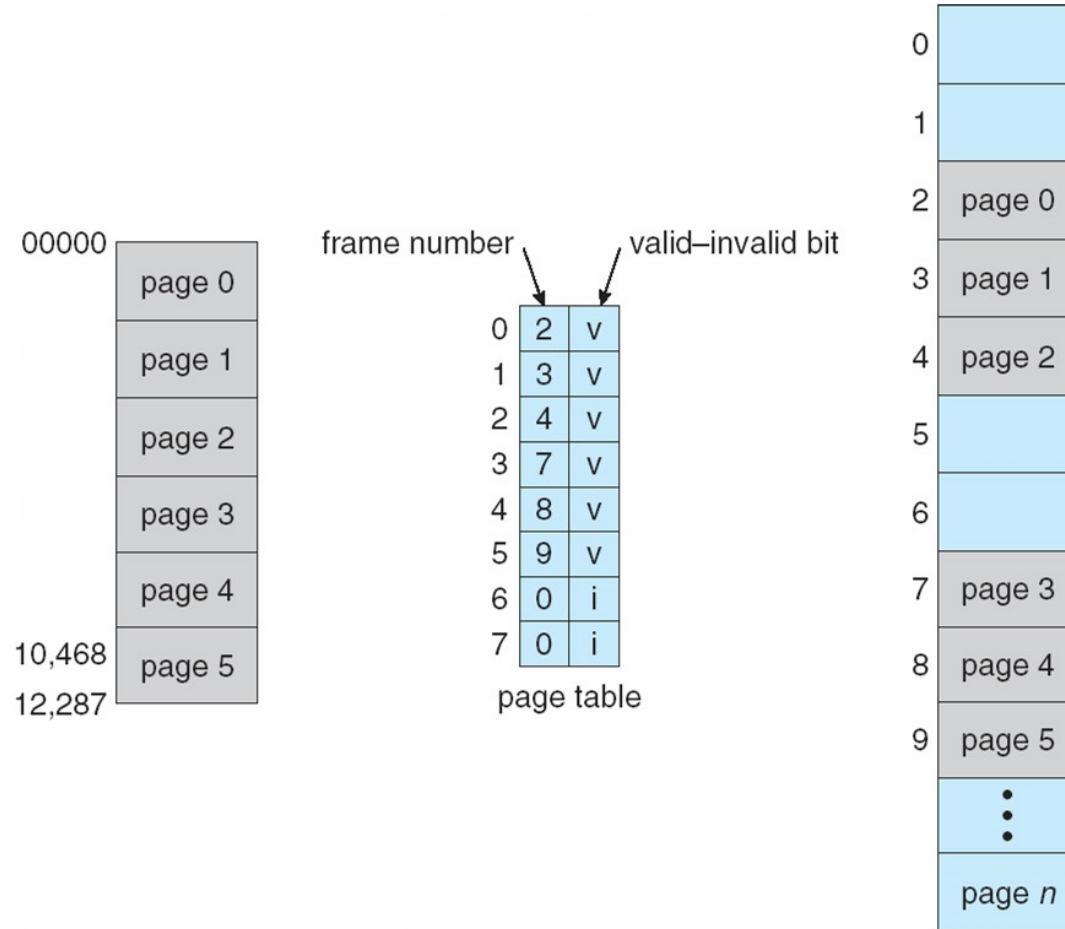 00000
page 0
page 1
page 2
page 3
page 4
10,468
page 5
12,287
frame number
valid–invalid bit
0 2 v
1 3 v
2 4 v
3 7 v
4 8 v
5 9 v
6 0 i
7 0 i
page table
0
1
2 page 0
3 page 1
4 page 2
5
6
7 page 3
8 page 4
9 page 5
page n